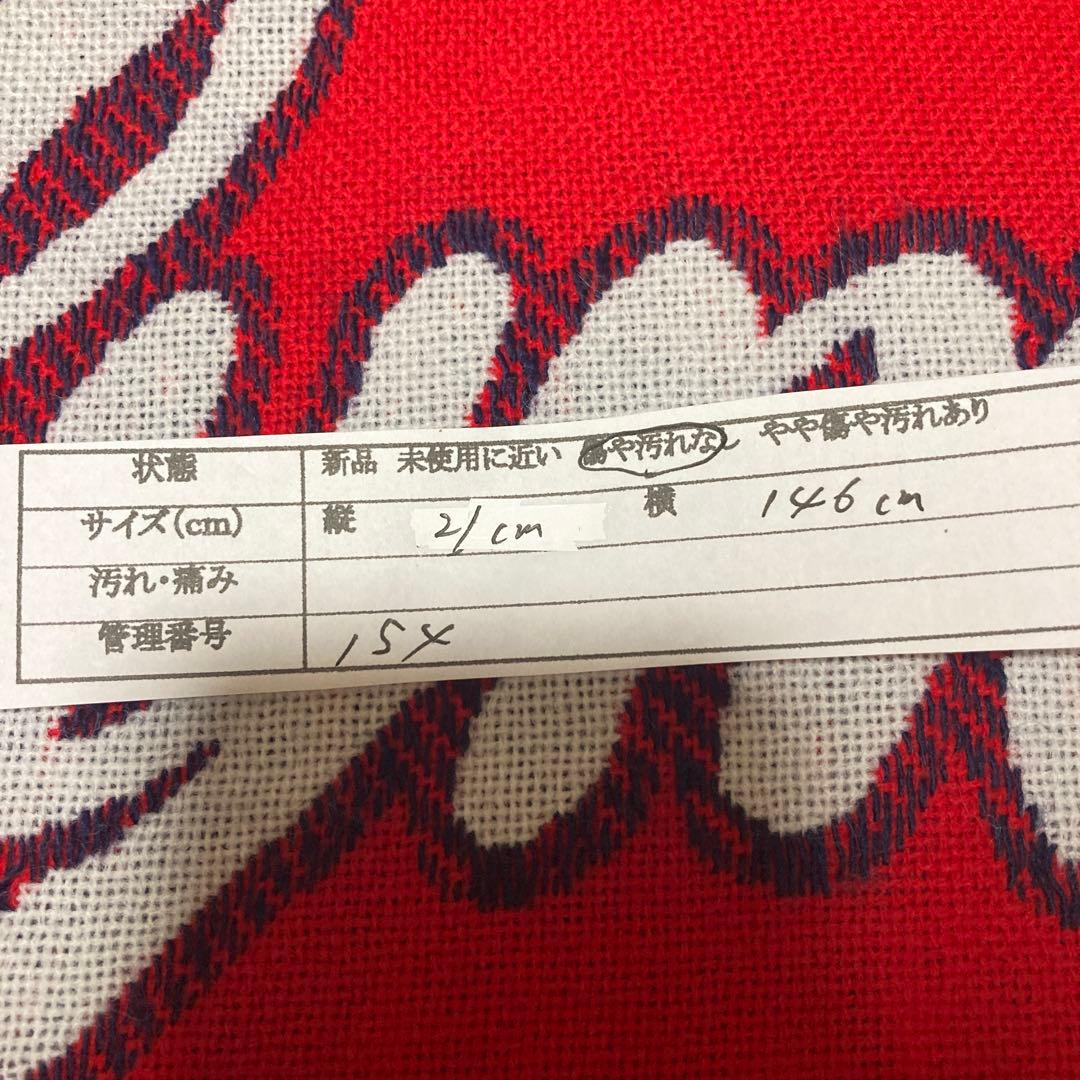 状態 新品 未使用に近い 傷や汚れなし やや傷や汚れあり
サイズ(cm) 縦 21cm 横 146cm
汚れ・痛み
管理番号 154